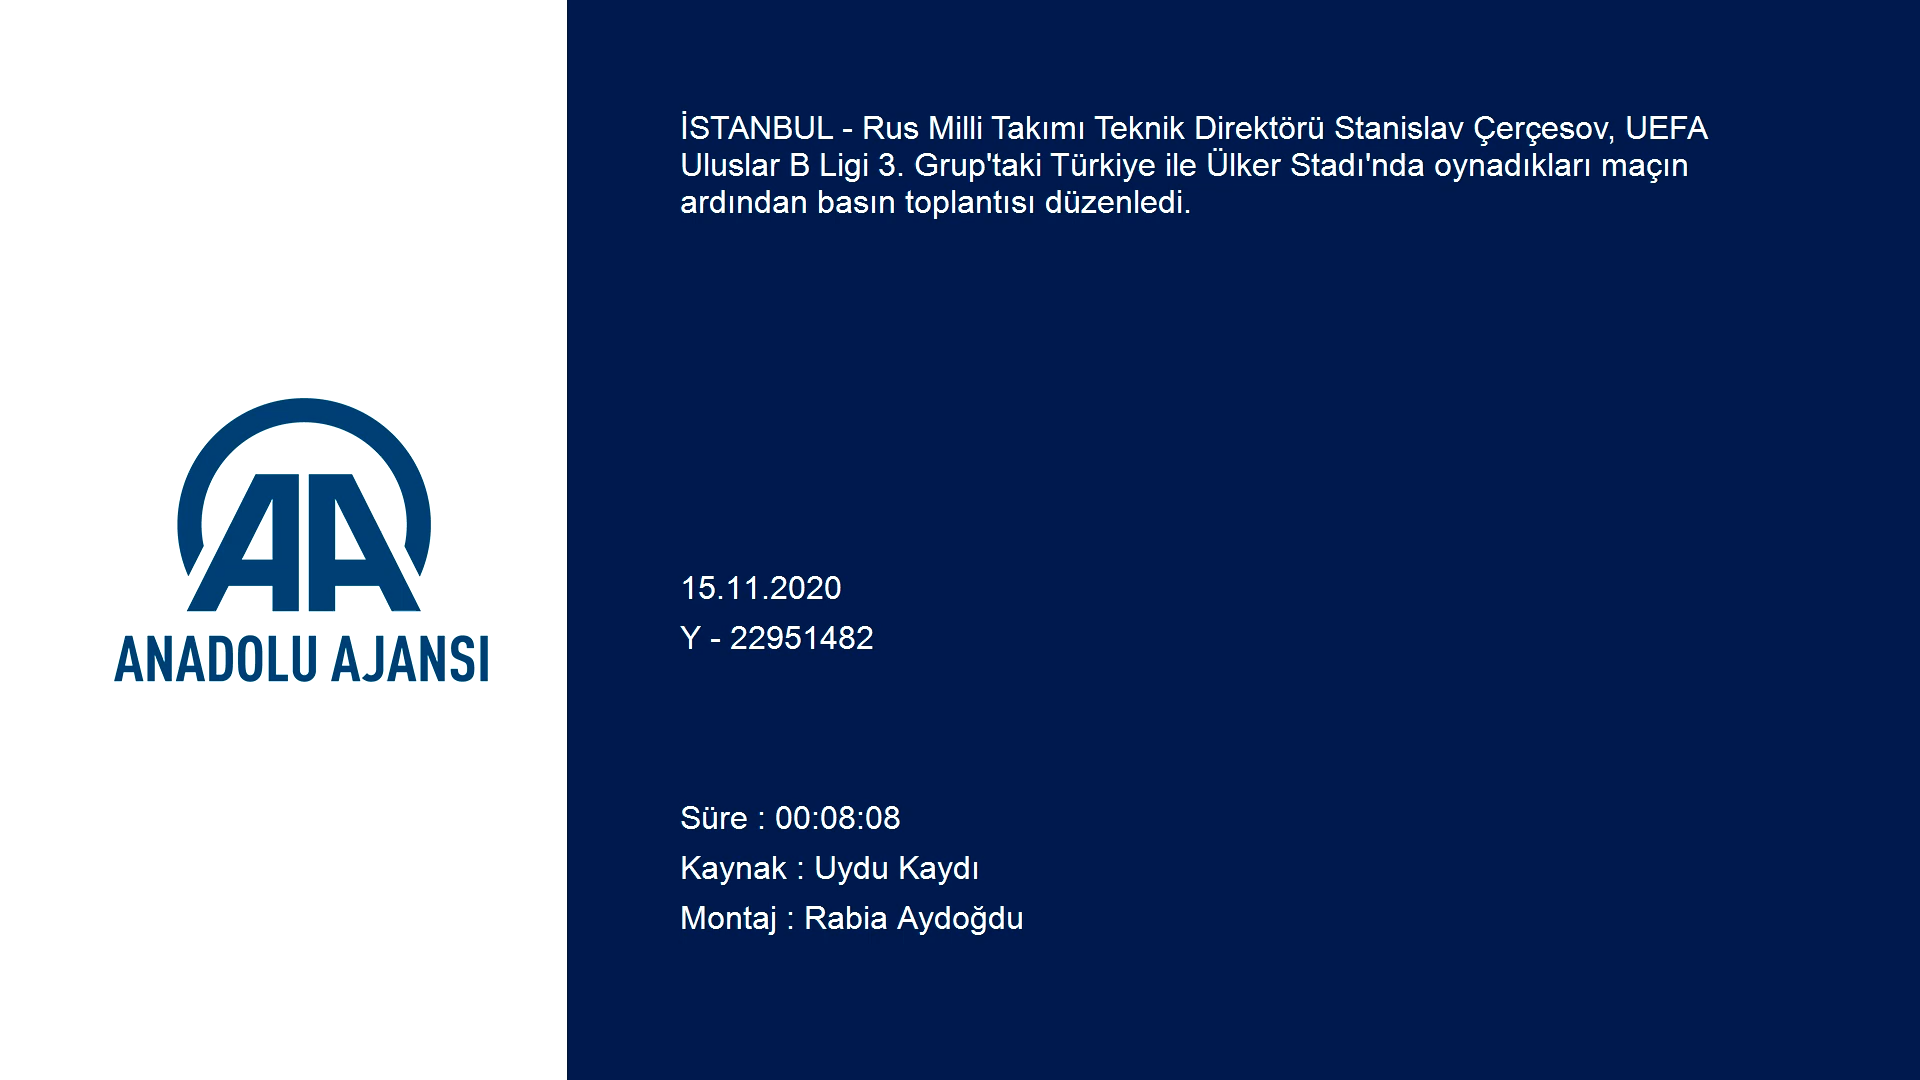 İSTANBUL - Rus Milli Takımı Teknik Direktörü Stanislav Çerçesov, UEFA
Uluslar B Ligi 3. Grup'taki Türkiye ile Ülker Stadı'nda oynadıkları maçın
ardından basın toplantısı düzenledi.
AA
ANADOLU AJANSI
15.11.2020
Y - 22951482
Süre : 00:08:08
Kaynak : Uydu Kaydı
Montaj : Rabia Aydoğdu